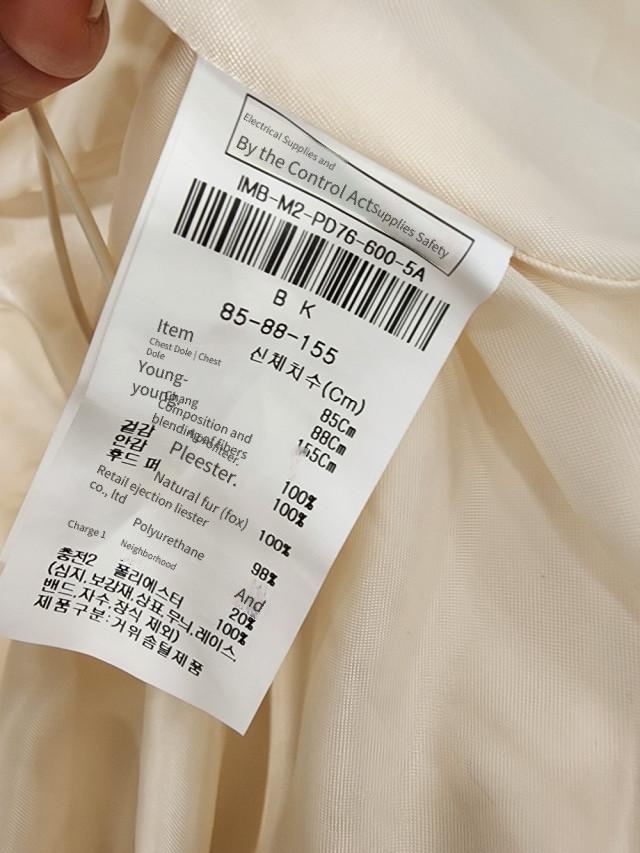 Electrical Supplies and
By the Control Act Supplies Safety
IMB-M2-PD76-600-5A
B K
85-88-155
Item
신체치수(Cm)
Chest Dole | Chest
Dole
85Cm
Young-
88Cm
young
155Cm
Composition and
blending of fibers
겉감 Pleester. 100%
안감 100%
후드 퍼 Natural fur (fox) 100%
Retail ejection liester
co., ltd
Polyurethane 98%
Charge 1 Neighborhood And
20%
충전2 폴리에스터 100%
(심지,보강재,상표,무늬,레이스,
밴드,자수,장식 제외)
제품구분:거위솜털제품